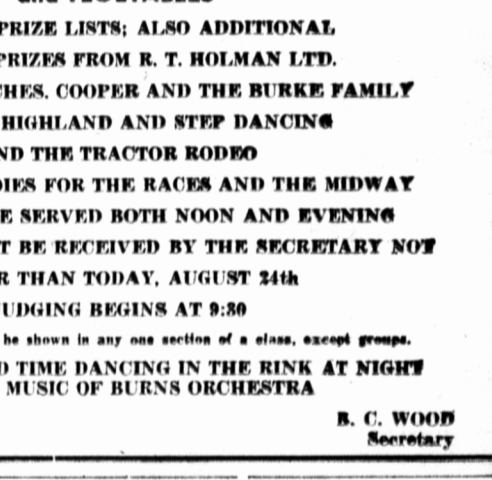 PRIZE LISTS; ALSO ADDITIONAL
PRIZES FROM R. T. HOLMAN LTD.
CHES. COOPER AND THE BURKE FAMILY
HIGHLAND AND STEP DANCING
ND THE TRACTOR RODEO
DIES FOR THE RACES AND THE MIDWAY
E SERVED BOTH NOON AND EVENING
T BE RECEIVED BY THE SECRETARY NOT
R THAN TODAY, AUGUST 24th
UDGING BEGINS AT 9:30
be shown in any one section of a class, except groups.
D TIME DANCING IN THE RINK AT NIGHT
MUSIC OF BURNS ORCHESTRA
B. C. WOOD
Secretary